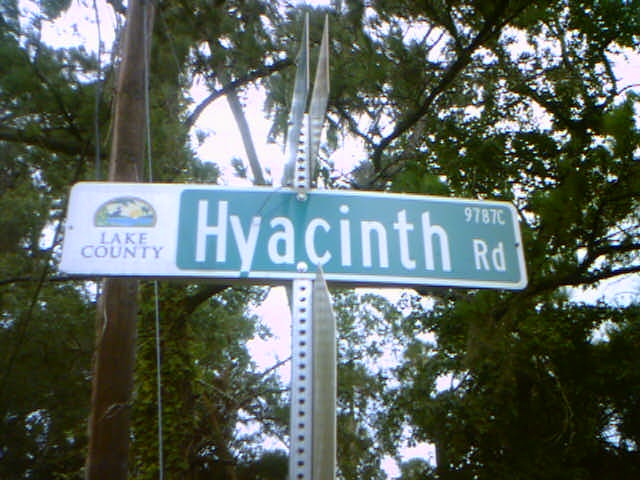 LAKE
COUNTY
Hyacinth Rd
9787C